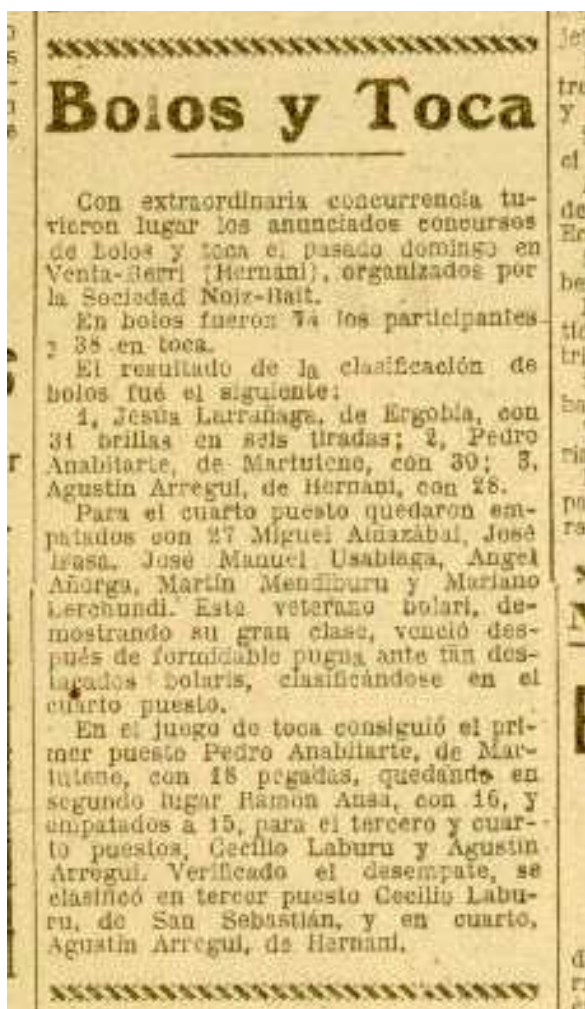 Bolos y Toca
Con extraordinaria concurrencia tu-
vieron lugar los anunciados concursos
de bolos y toca el pasado domingo en
Venta-Berri (Hernani), organizados por
la Sociedad Noiz-Bait.
En bolos fueron 74 los participantes
y 38 en toca.
El resultado de la clasificación de
bolos fué el siguiente:
1, Jesús Larrañaga, de Ergobia, con
31 brillas en seis tiradas; 2, Pedro
Anabitarte, de Martutene, con 30; 3,
Agustín Arregui, de Hernani, con 28.
Para el cuarto puesto quedaron em-
patados con 27 Miguel José
Irasa, José Manuel Usabiaga, Angel
Añorga, Martín Mendiburu y Mariano
Lerchundi. Este veterano bolari, de-
mostrando su gran clase, venció des-
pués de formidable pugna ante tan des-
tacados bolaris, clasificándose en el
cuarto puesto.
En el juego de toca consiguió el pri-
mer puesto Pedro Anabitarte, de Mar-
tutene, con 18 pegadas, quedando en
segundo lugar Ramón Ausa, con 16, y
empatados a 15, para el tercero y cuar-
to puestos, Cecilio Laburu y Agustín
Arregui. Verificado el desempate, se
clasificó en tercer puesto Cecilio Labu-
ru, de San Sebastián, y en cuarto,
Agustín Arregui, de Hernani.